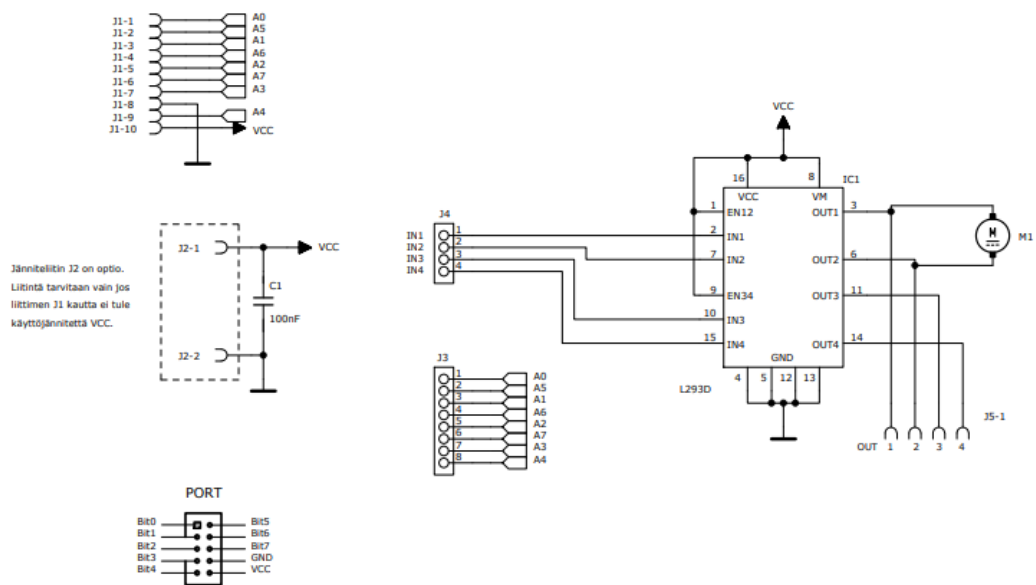 J1-1 A0
J1-2 A5
J1-3 A1
J1-4 A6
J1-5 A2
J1-6 A7
J1-7 A3
J1-8
J1-9 A4
J1-10 VCC
Jänniteliitin J2 on optio.
Liitintä tarvitaan vain jos
liittimen J1 kautta ei tule
käyttöjännitettä VCC.
J2-1 VCC
C1
100nF
J2-2
J4
IN1 1
IN2 2
IN3 3
IN4 4
J3
1 A0
2 A5
3 A1
4 A6
5 A2
6 A7
7 A3
8 A4
VCC
16 8 IC1
VCC VM
1 EN12 OUT1 3
2 IN1
M M1
7 IN2 OUT2 6
9 EN34 OUT3 11
10 IN3
15 IN4 OUT4 14
GND
L293D 4 5 12 13
J5-1
OUT 1 2 3 4
PORT
Bit0 Bit5
Bit1 Bit6
Bit2 Bit7
Bit3 GND
Bit4 VCC